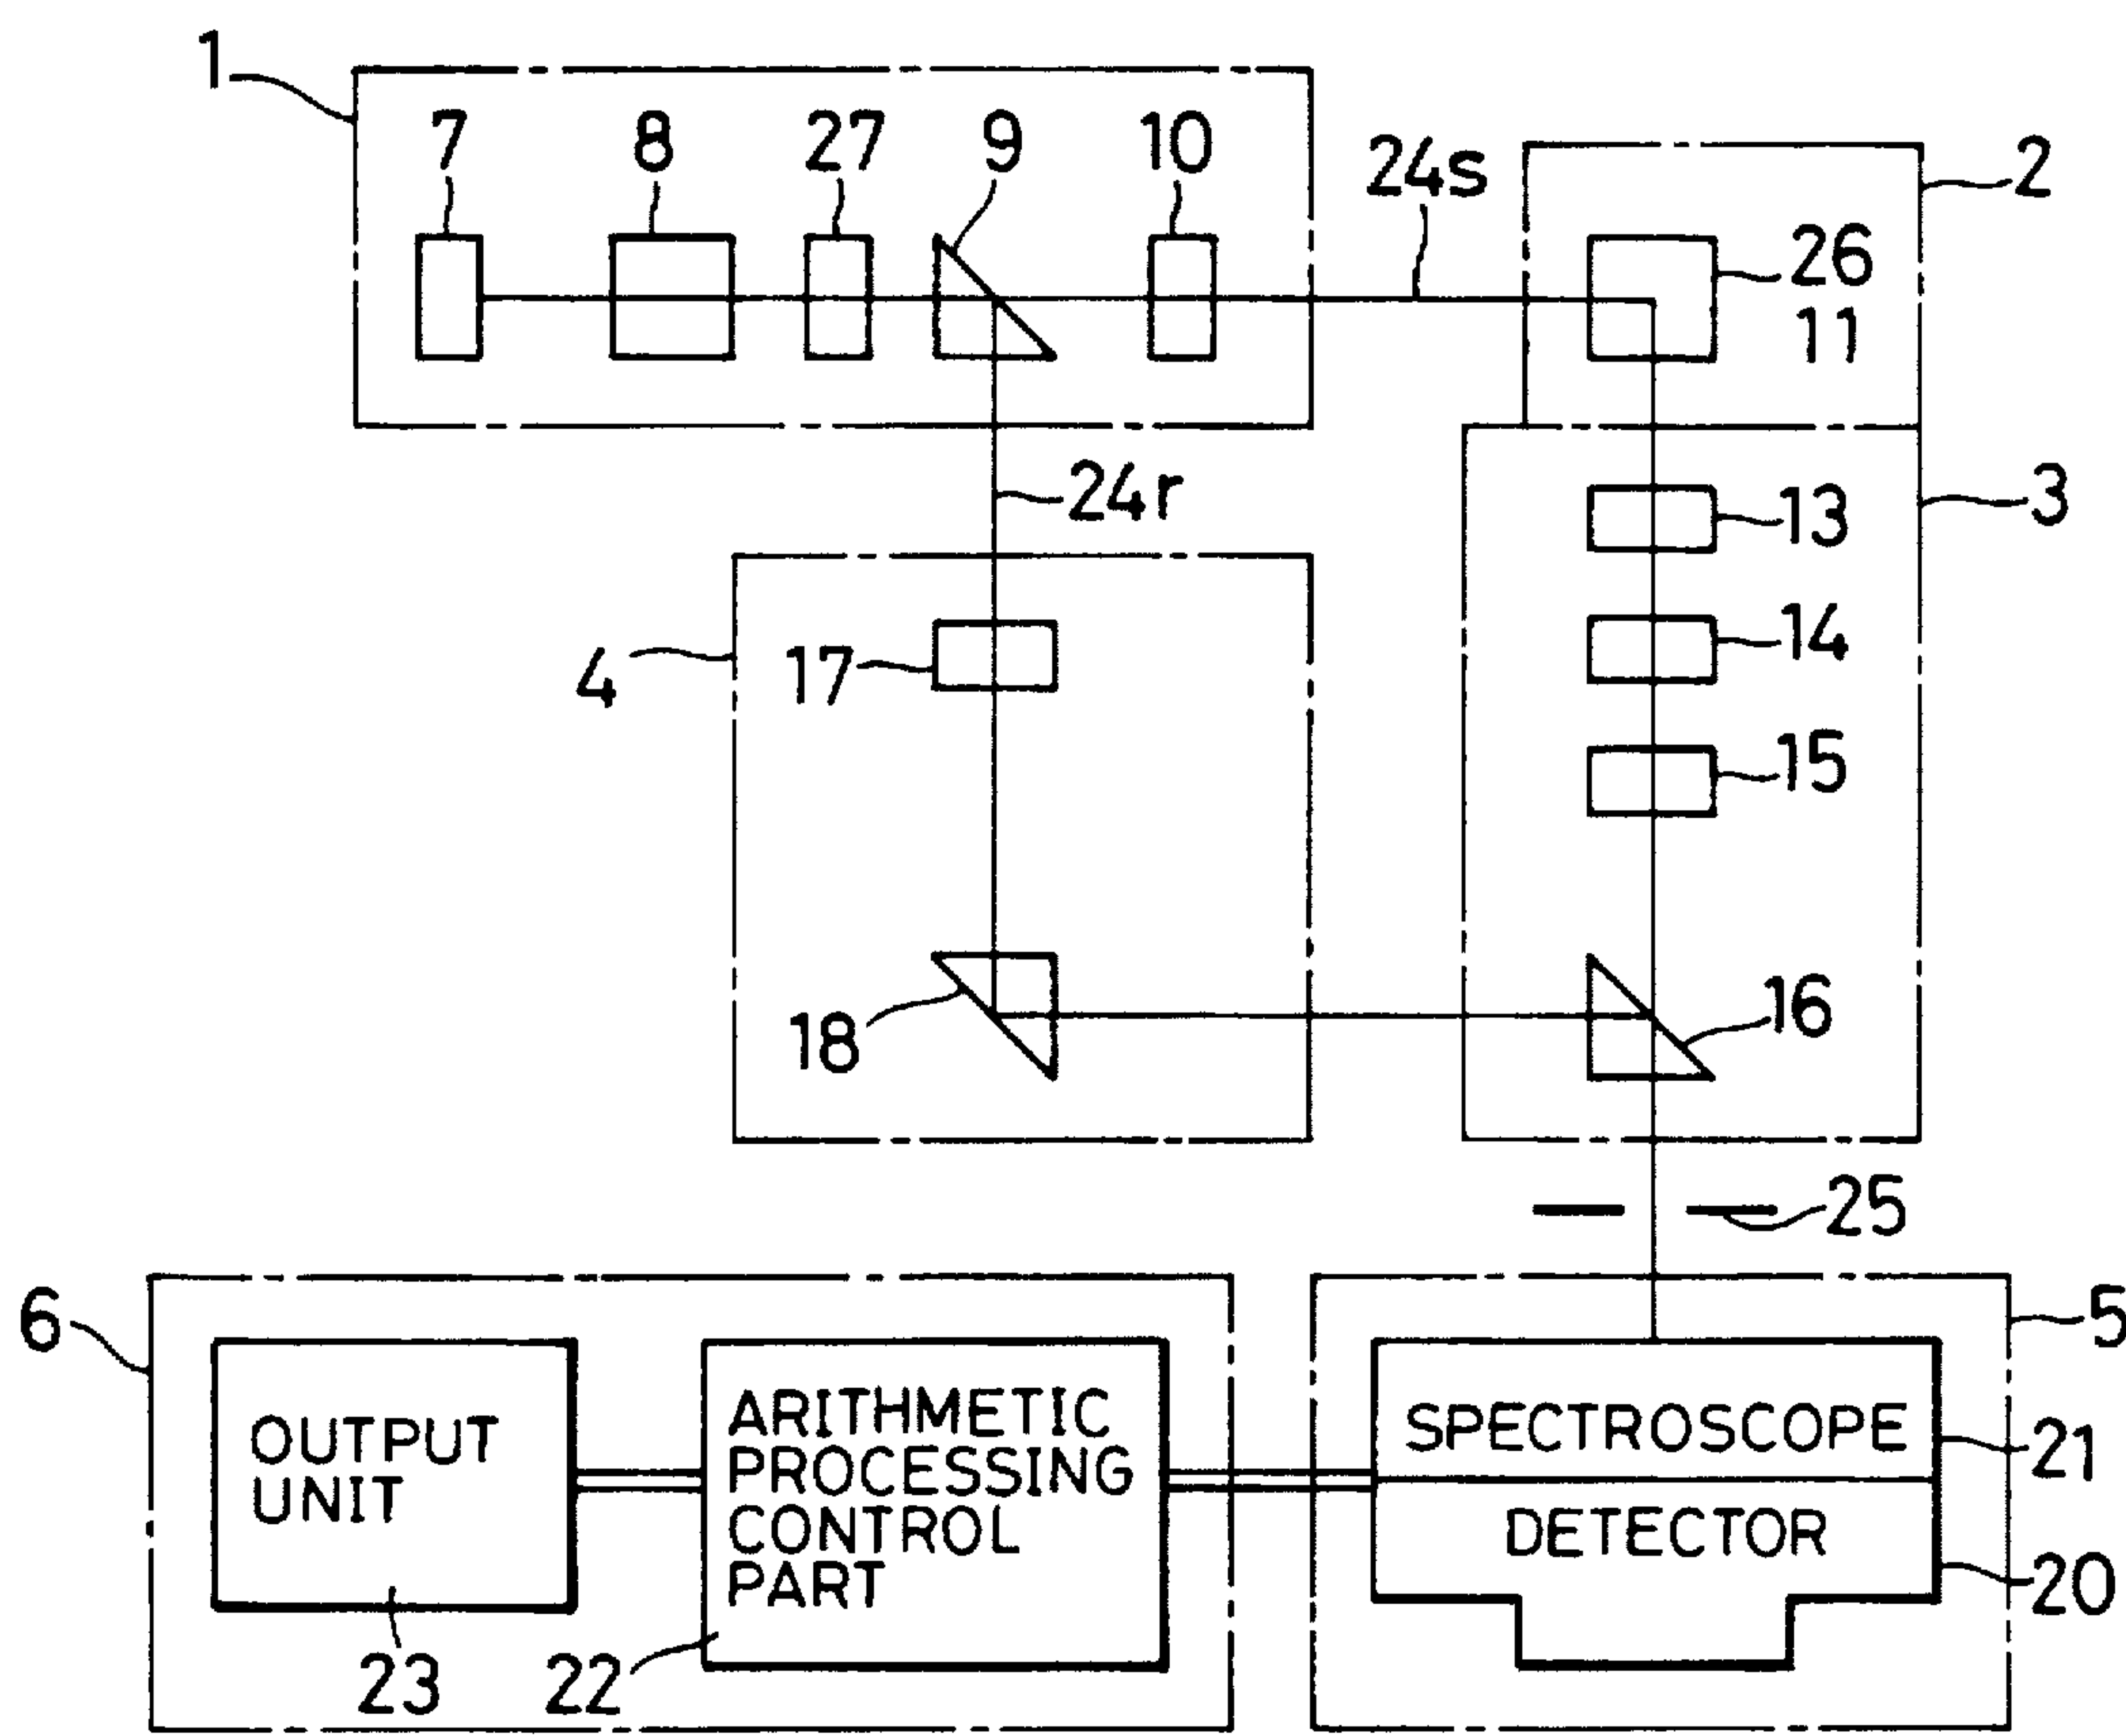 1
7
8
27
9
10
24s
2
26
11
24r
3
13
4
17
14
15
18
16
25
6
5
OUTPUT
UNIT
ARITHMETIC
PROCESSING
CONTROL
PART
SPECTROSCOPE
21
DETECTOR
20
23
22